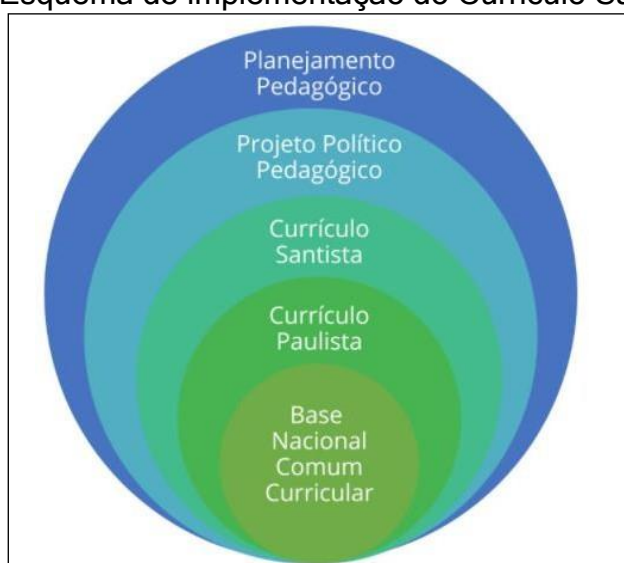 Esquema de implementação do Currículo
Planejamento
Pedagógico
Projeto Político
Pedagógico
Currículo
Santista
Currículo
Paulista
Base
Nacional
Comum
Curricular